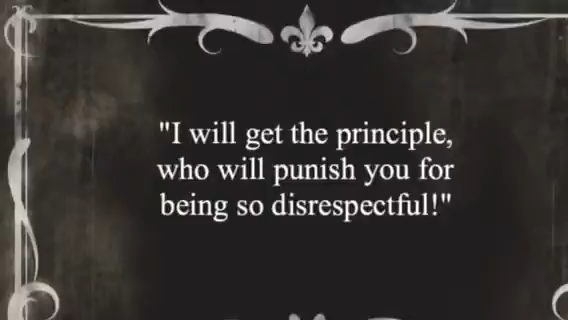 "I will get the principle,
who will punish you for
being so disrespectful!"